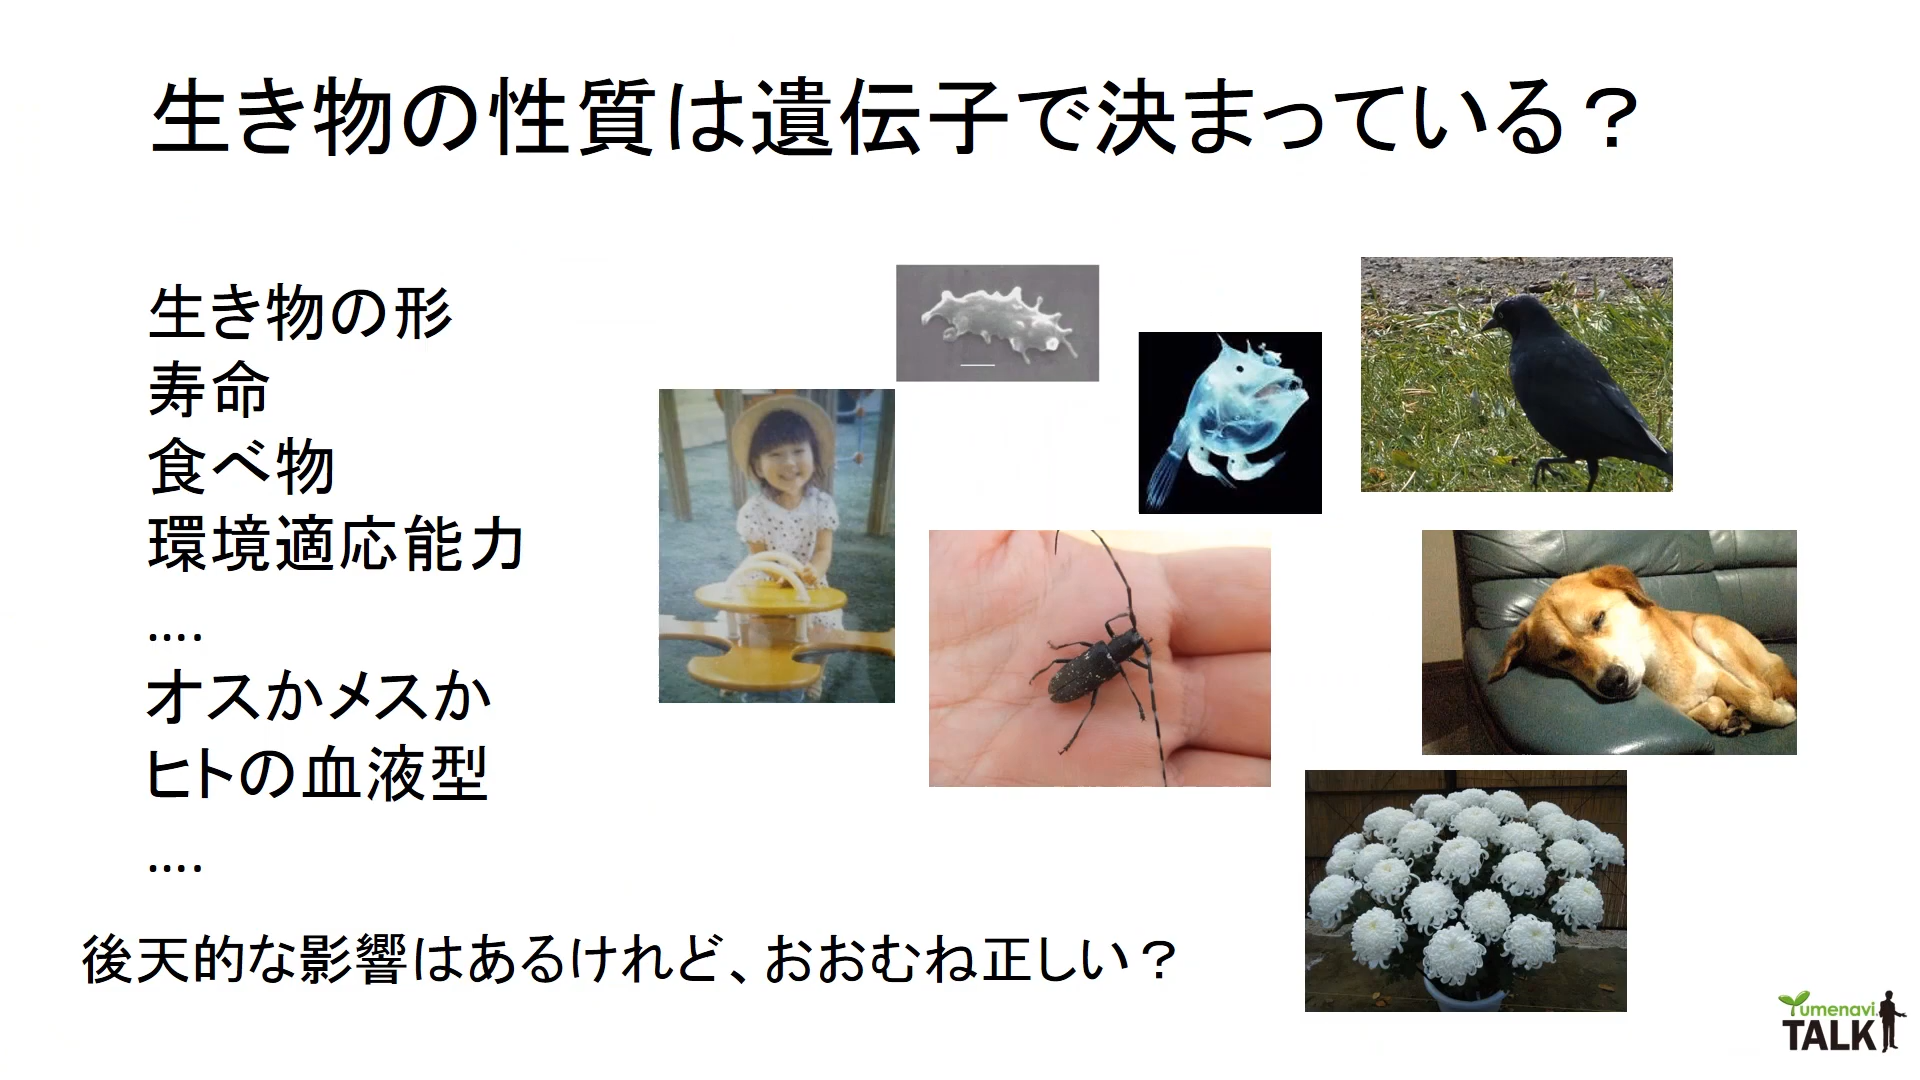 生き物の性質は遺伝子で決まっている？
生き物の形
寿命
食べ物
環境適応能力
....
オスかメスか
ヒトの血液型
....
後天的な影響はあるけれど、おおむね正しい？
Yumenavi
TALK